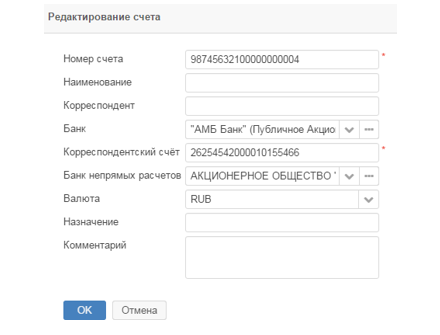 Редактирование счета
Номер счета 98745632100000000004 *
Наименование
Корреспондент
Банк "АМБ Банк" (Публичное Акцио
Корреспондентский счёт 26254542000010155466 *
Банк непрямых расчетов АКЦИОНЕРНОЕ ОБЩЕСТВО "
Валюта RUB
Назначение
Комментарий
OK Отмена